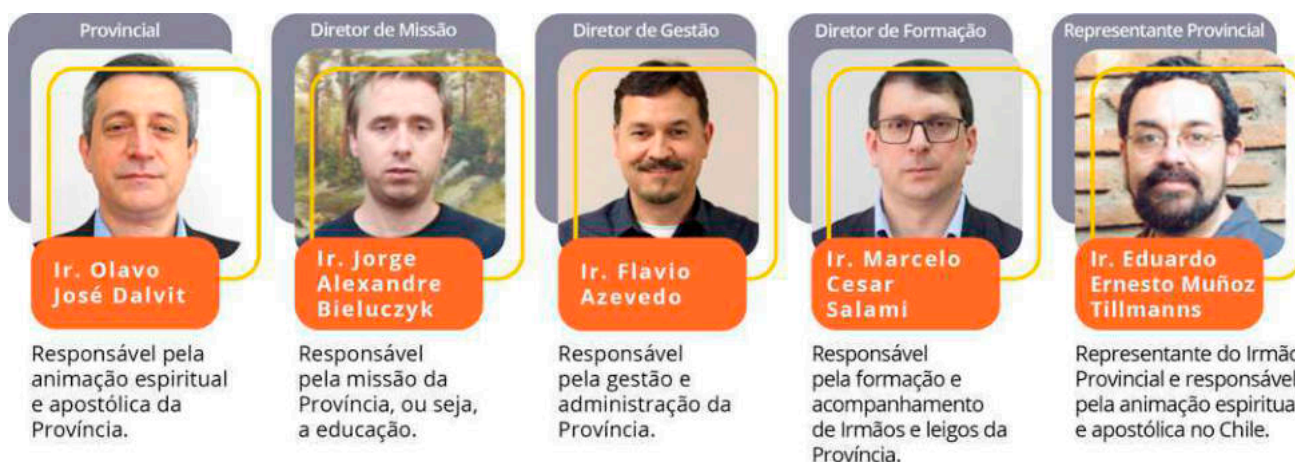 Provincial
Ir. Olavo
José Dalvit
Responsável pela
animação espiritual
e apostólica da
Província.
Diretor de Missão
Ir. Jorge
Alexandre
Bieluczyk
Responsável
pela missão da
Província, ou seja,
a educação.
Diretor de Gestão
Ir. Flavio
Azevedo
Responsável
pela gestão e
administração da
Província.
Diretor de Formação
Ir. Marcelo
Cesar
Salami
Responsável
pela formação e
acompanhamento
de Irmãos e leigos da
Província.
Representante Provincial
Ir. Eduardo
Ernesto Muñoz
Tillmanns
Representante do Irmão
Provincial e responsável
pela animação espiritua
e apostólica no Chile.